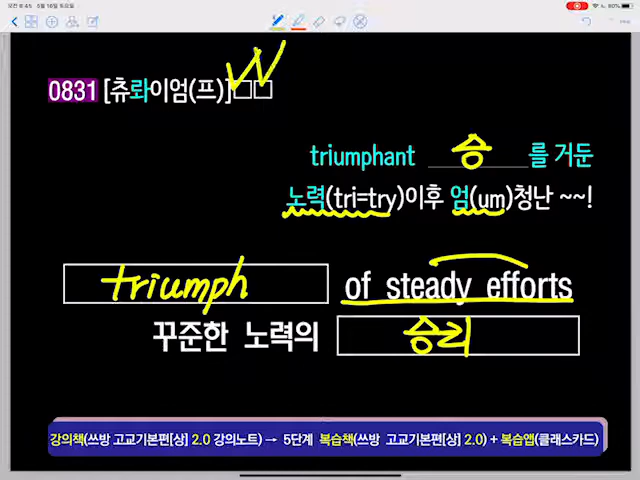 오전 8:45 5월 16일 토요일
80%
0831 [츄롸이엄(프)]□□
triumphant 승를 거둔
노력(tri=try)이후 엄(um)청난 ~~!
triumph of steady efforts
꾸준한 노력의 승리
강의책(쓰방 고교기본편[상] 2.0 강의노트) → 5단계 복습책(쓰방 고교기본편[상] 2.0) + 복습앱(클래스카드)